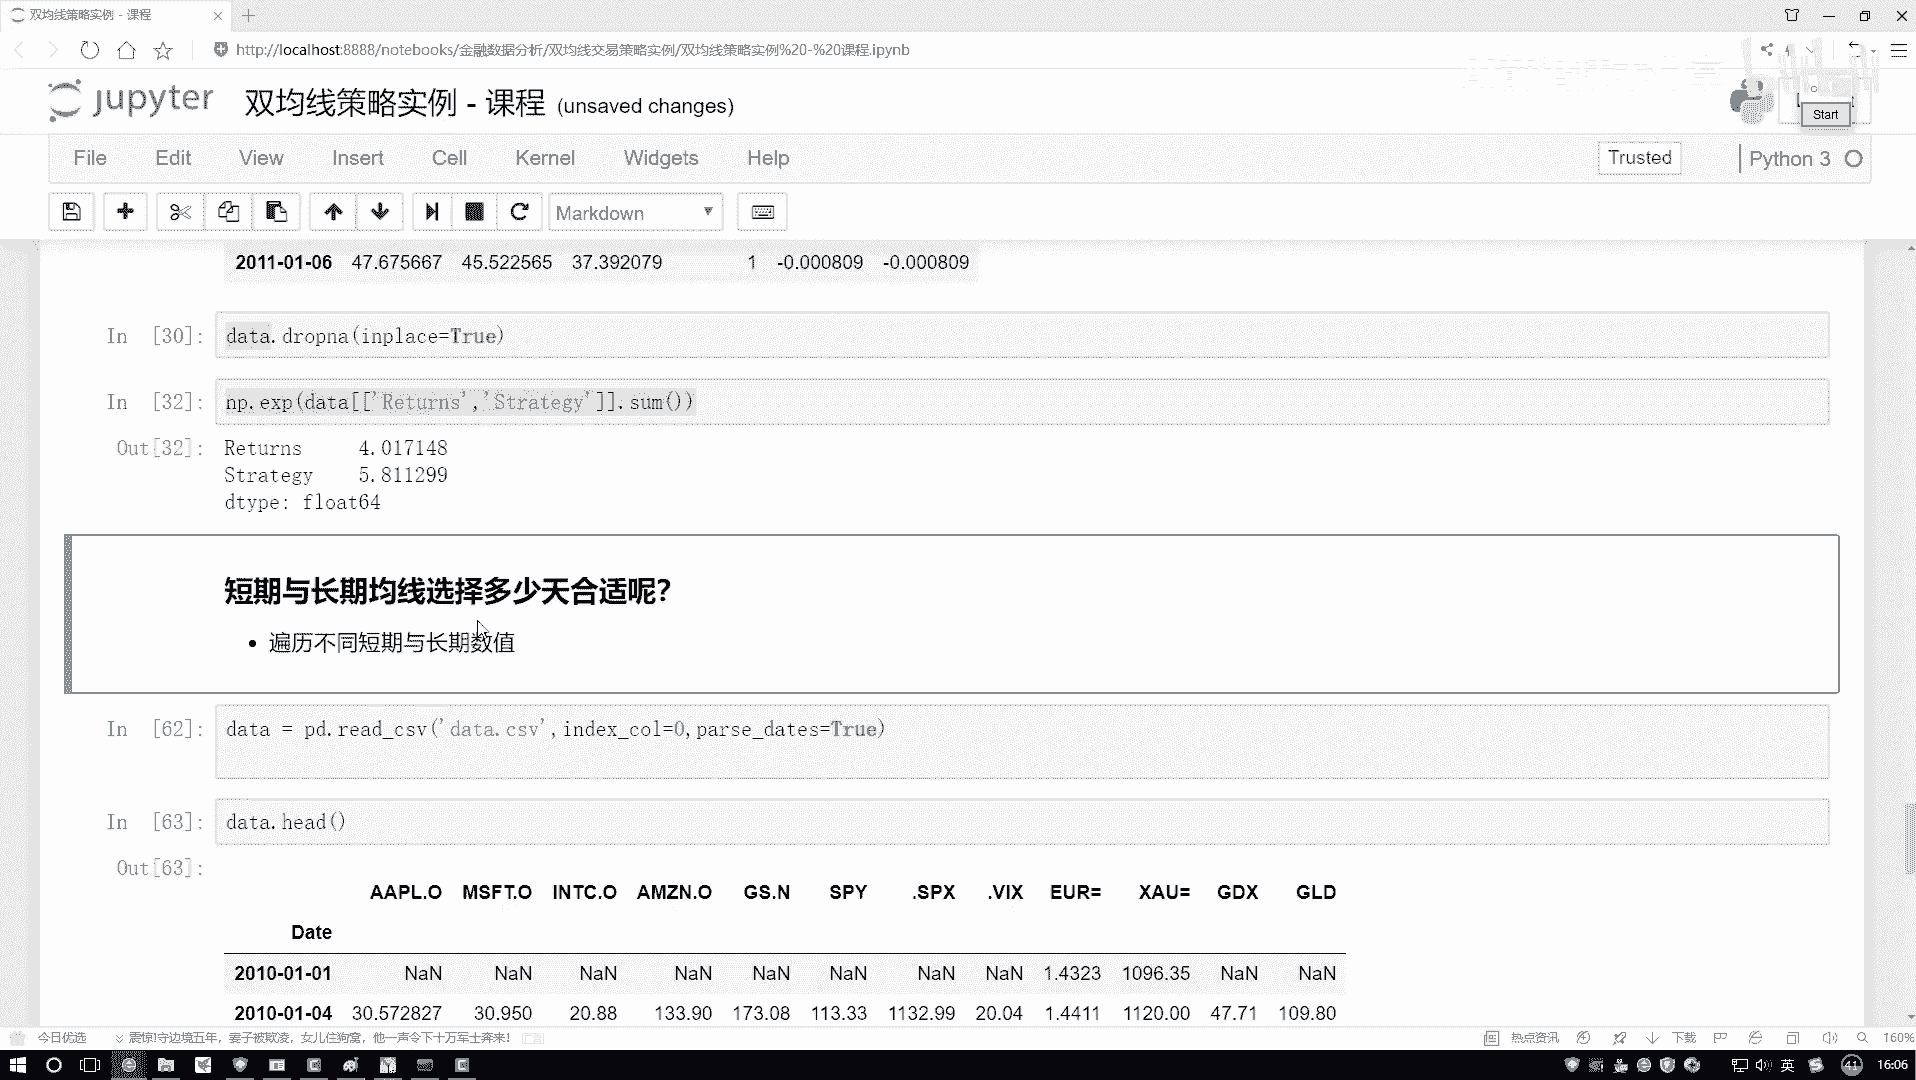 双均线策略实例 - 课程
http://localhost:8888/notebooks/金融数据分析/双均线交易策略实例/双均线策略实例%20-%20课程.ipynb
jupyter 双均线策略实例 - 课程 (unsaved changes)
Start
File Edit View Insert Cell Kernel Widgets Help Trusted Python 3
Markdown
2011-01-06 47.675667 45.522565 37.392079 1 -0.000809 -0.000809
In [30]: data.dropna(inplace=True)
In [32]: np.exp(data[['Returns','Strategy']].sum())
Out[32]: Returns 4.017148
Strategy 5.811299
dtype: float64
短期与长期均线选择多少天合适呢?
• 遍历不同短期与长期数值
In [62]: data = pd.read_csv('data.csv',index_col=0,parse_dates=True)
In [63]: data.head()
Out[63]:
AAPL.O MSFT.O INTC.O AMZN.O GS.N SPY .SPX .VIX EUR= XAU= GDX GLD
Date
2010-01-01 NaN NaN NaN NaN NaN NaN NaN NaN 1.4323 1096.35 NaN NaN
2010-01-04 30.572827 30.950 20.88 133.90 173.08 113.33 1132.99 20.04 1.4411 1120.00 47.71 109.80
今日优选 震惊!守边境五年，妻子被欺凌，女儿住狗窝，他一声令下十万军士奔来! 热点资讯 下载 160%
英 41 16:06